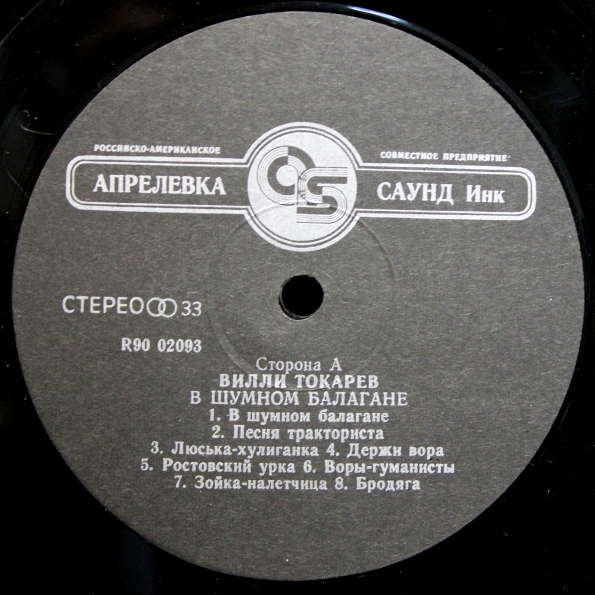 РОССИЙСКО-АМЕРИКАНСКОЕ
СОВМЕСТНОЕ ПРЕДПРИЯТИЕ
АПРЕЛЕВКА
САУНД Инк
СТЕРЕО 33
R90 02093
Сторона А
ВИЛЛИ ТОКАРЕВ
В ШУМНОМ БАЛАГАНЕ
1. В шумном балагане
2. Песня тракториста
3. Люська-хулиганка 4. Держи вора
5. Ростовский урка 6. Воры-гуманисты
7. Зойка-налетчица 8. Бродяга